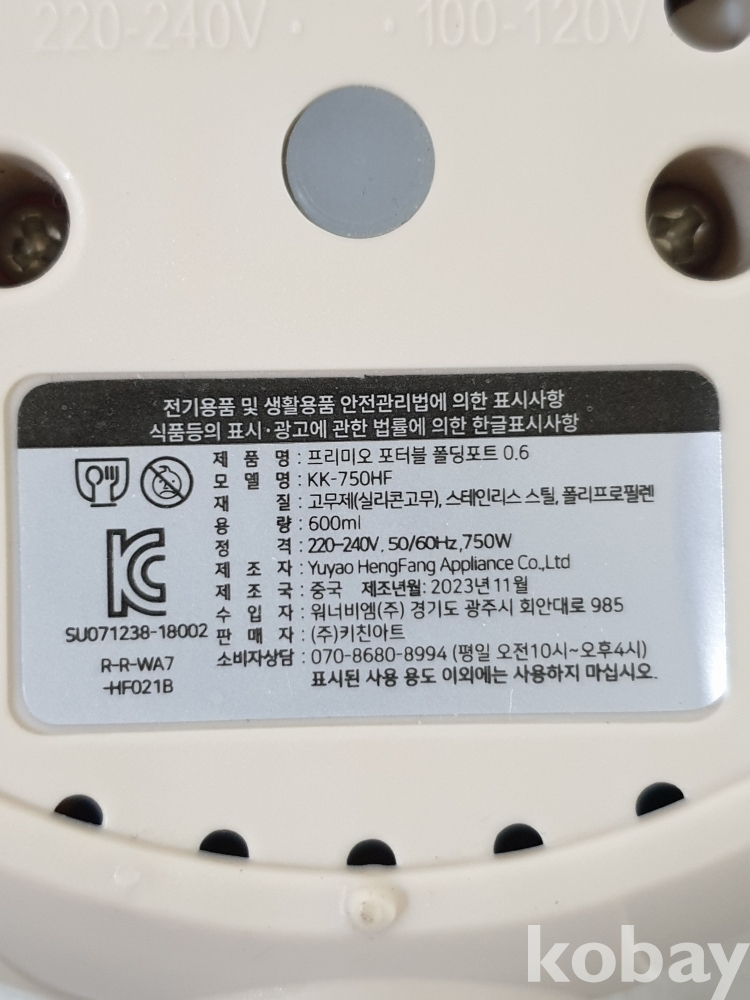 220-240V · · 100-120V
전기용품 및 생활용품 안전관리법에 의한 표시사항
식품등의 표시·광고에 관한 법률에 의한 한글표시사항
제 품 명 : 프리미오 포터블 폴딩포트 0.6
모 델 명 : KK-750HF
재 질 : 고무제(실리콘고무), 스테인리스 스틸, 폴리프로필렌
용 량 : 600ml
정 격 : 220-240V, 50/60Hz, 750W
제 조 자 : Yuyao HengFang Appliance Co.,Ltd
제 조 국 : 중국 제조년월: 2023년 11월
수 입 자 : 워너비엠(주) 경기도 광주시 회안대로 985
판 매 자 : (주)키친아트
소비자상담 : 070-8680-8994 (평일 오전10시~오후4시)
표시된 사용 용도 이외에는 사용하지 마십시오.
SU071238-18002
R-R-WA7
-HF021B
kobay